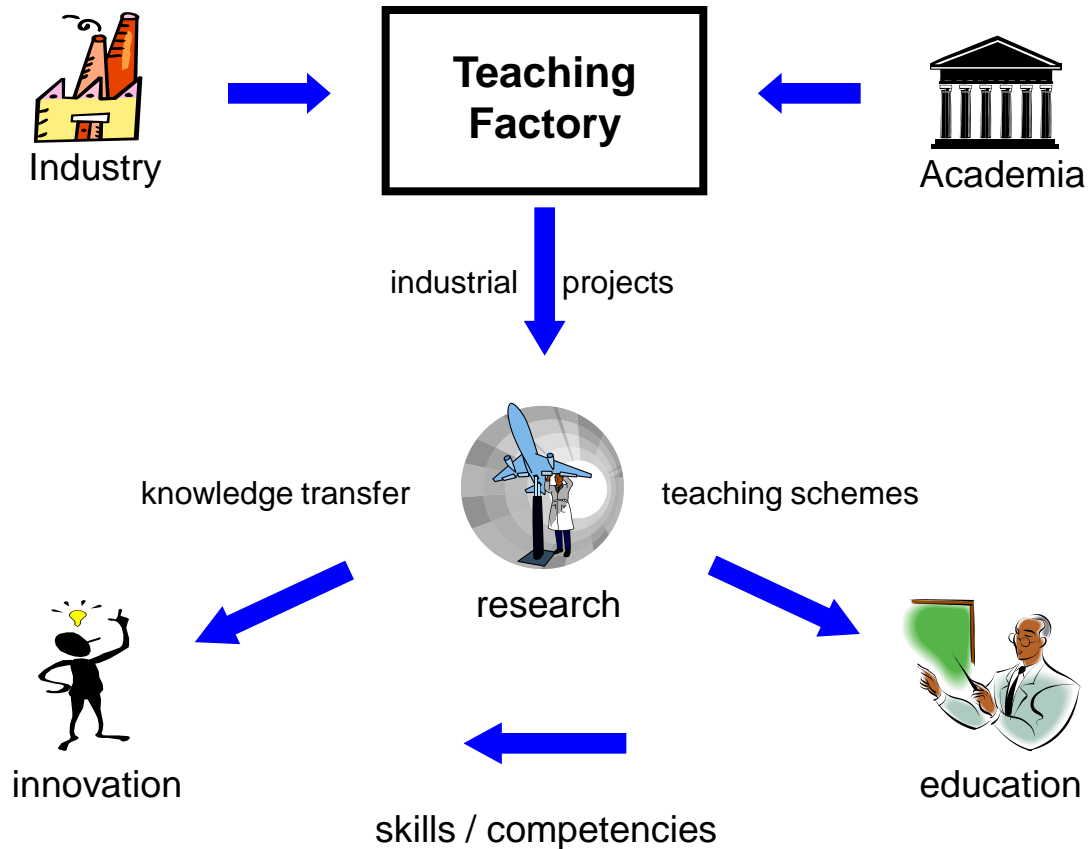 Teaching
Factory
Industry
Academia
industrial projects
knowledge transfer
teaching schemes
research
innovation
education
skills / competencies